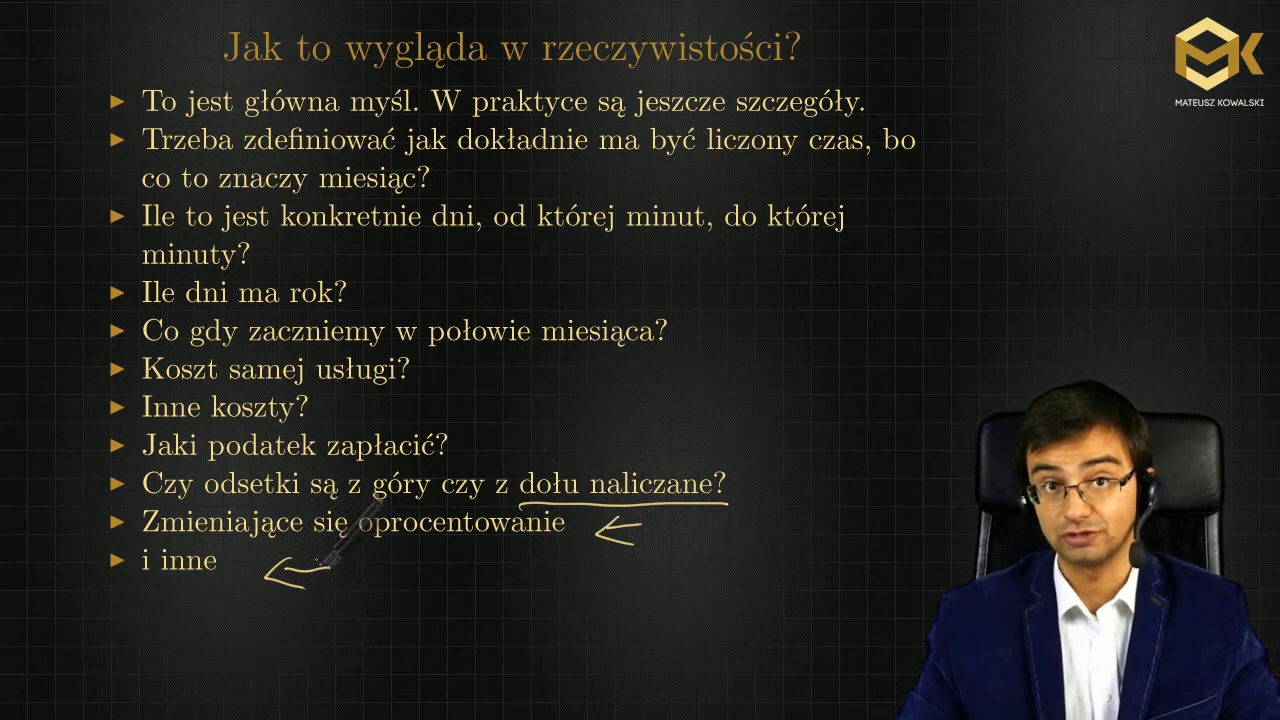 Jak to wygląda w rzeczywistości?
MATEUSZ KOWALSKI
To jest główna myśl. W praktyce są jeszcze szczegóły.
Trzeba zdefiniować jak dokładnie ma być liczony czas, bo
co to znaczy miesiąc?
Ile to jest konkretnie dni, od której minut, do której
minuty?
Ile dni ma rok?
Co gdy zaczniemy w połowie miesiąca?
Koszt samej usługi?
Inne koszty?
Jaki podatek zapłacić?
Czy odsetki są z góry czy z dołu naliczane?
Zmieniające się oprocentowanie
i inne